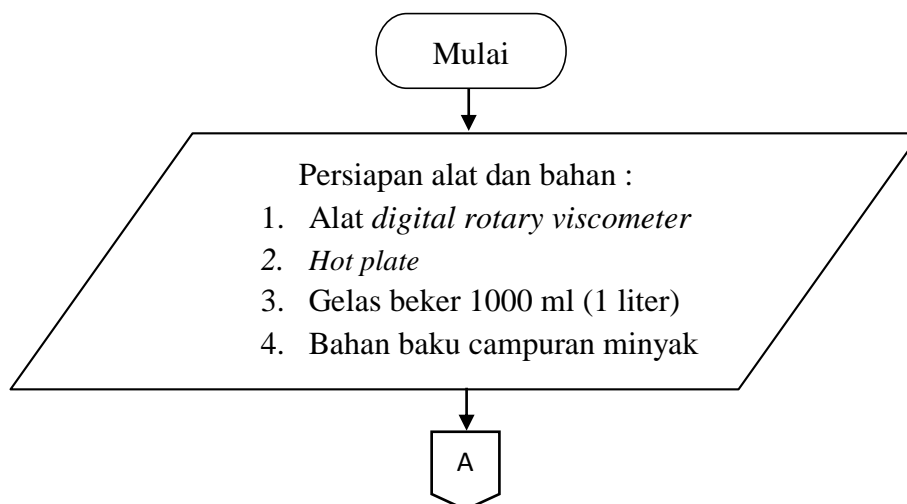 Mulai
Persiapan alat dan bahan :
1. Alat digital rotary viscometer
2. Hot plate
3. Gelas beker 1000 ml (1 liter)
4. Bahan baku campuran minyak
A